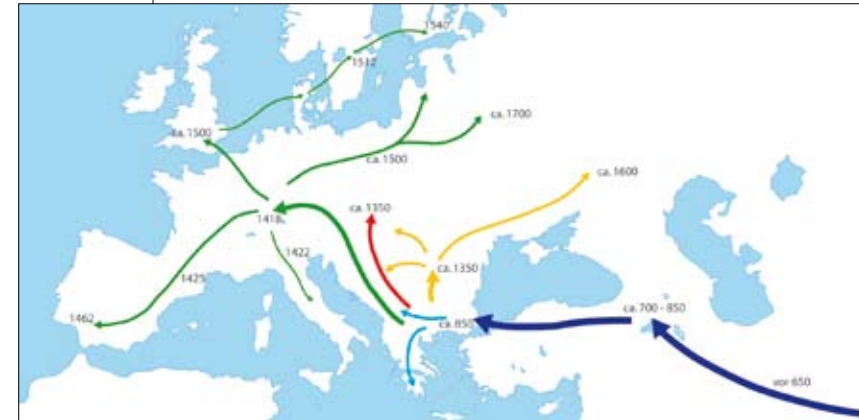 1540
1512
ca. 1700
ca. 1500
ca. 1500
ca. 1600
ca. 1350
1418
1422
ca. 1350
1425
ca. 700 - 850
1462
ca. 850
vor 650